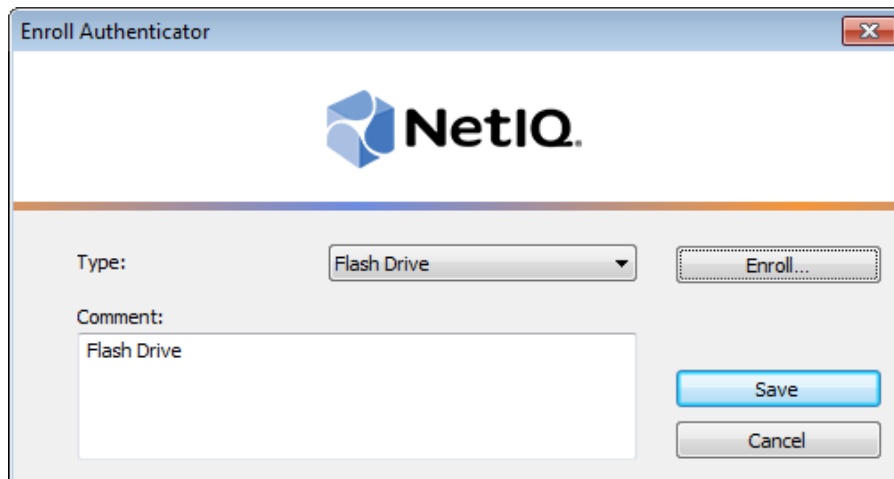 Enroll Authenticator
NetIQ.
Type:
Flash Drive
Enroll...
Comment:
Flash Drive
Save
Cancel